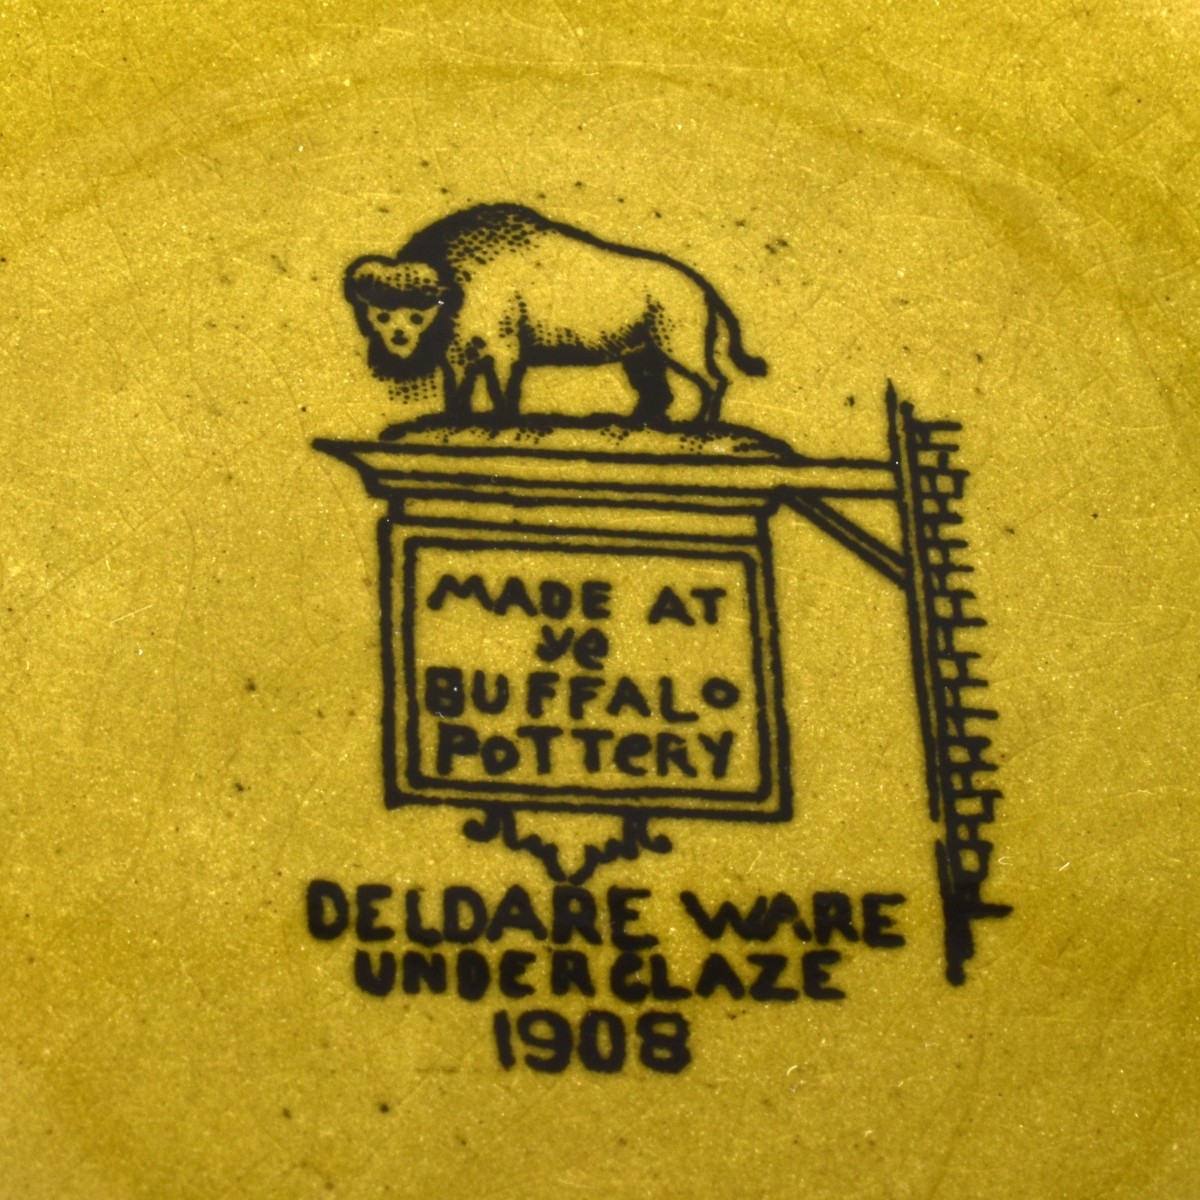 MADE AT
ye
BUFFALO
POTTERY
DELDARE WARE
UNDERGLAZE
1908